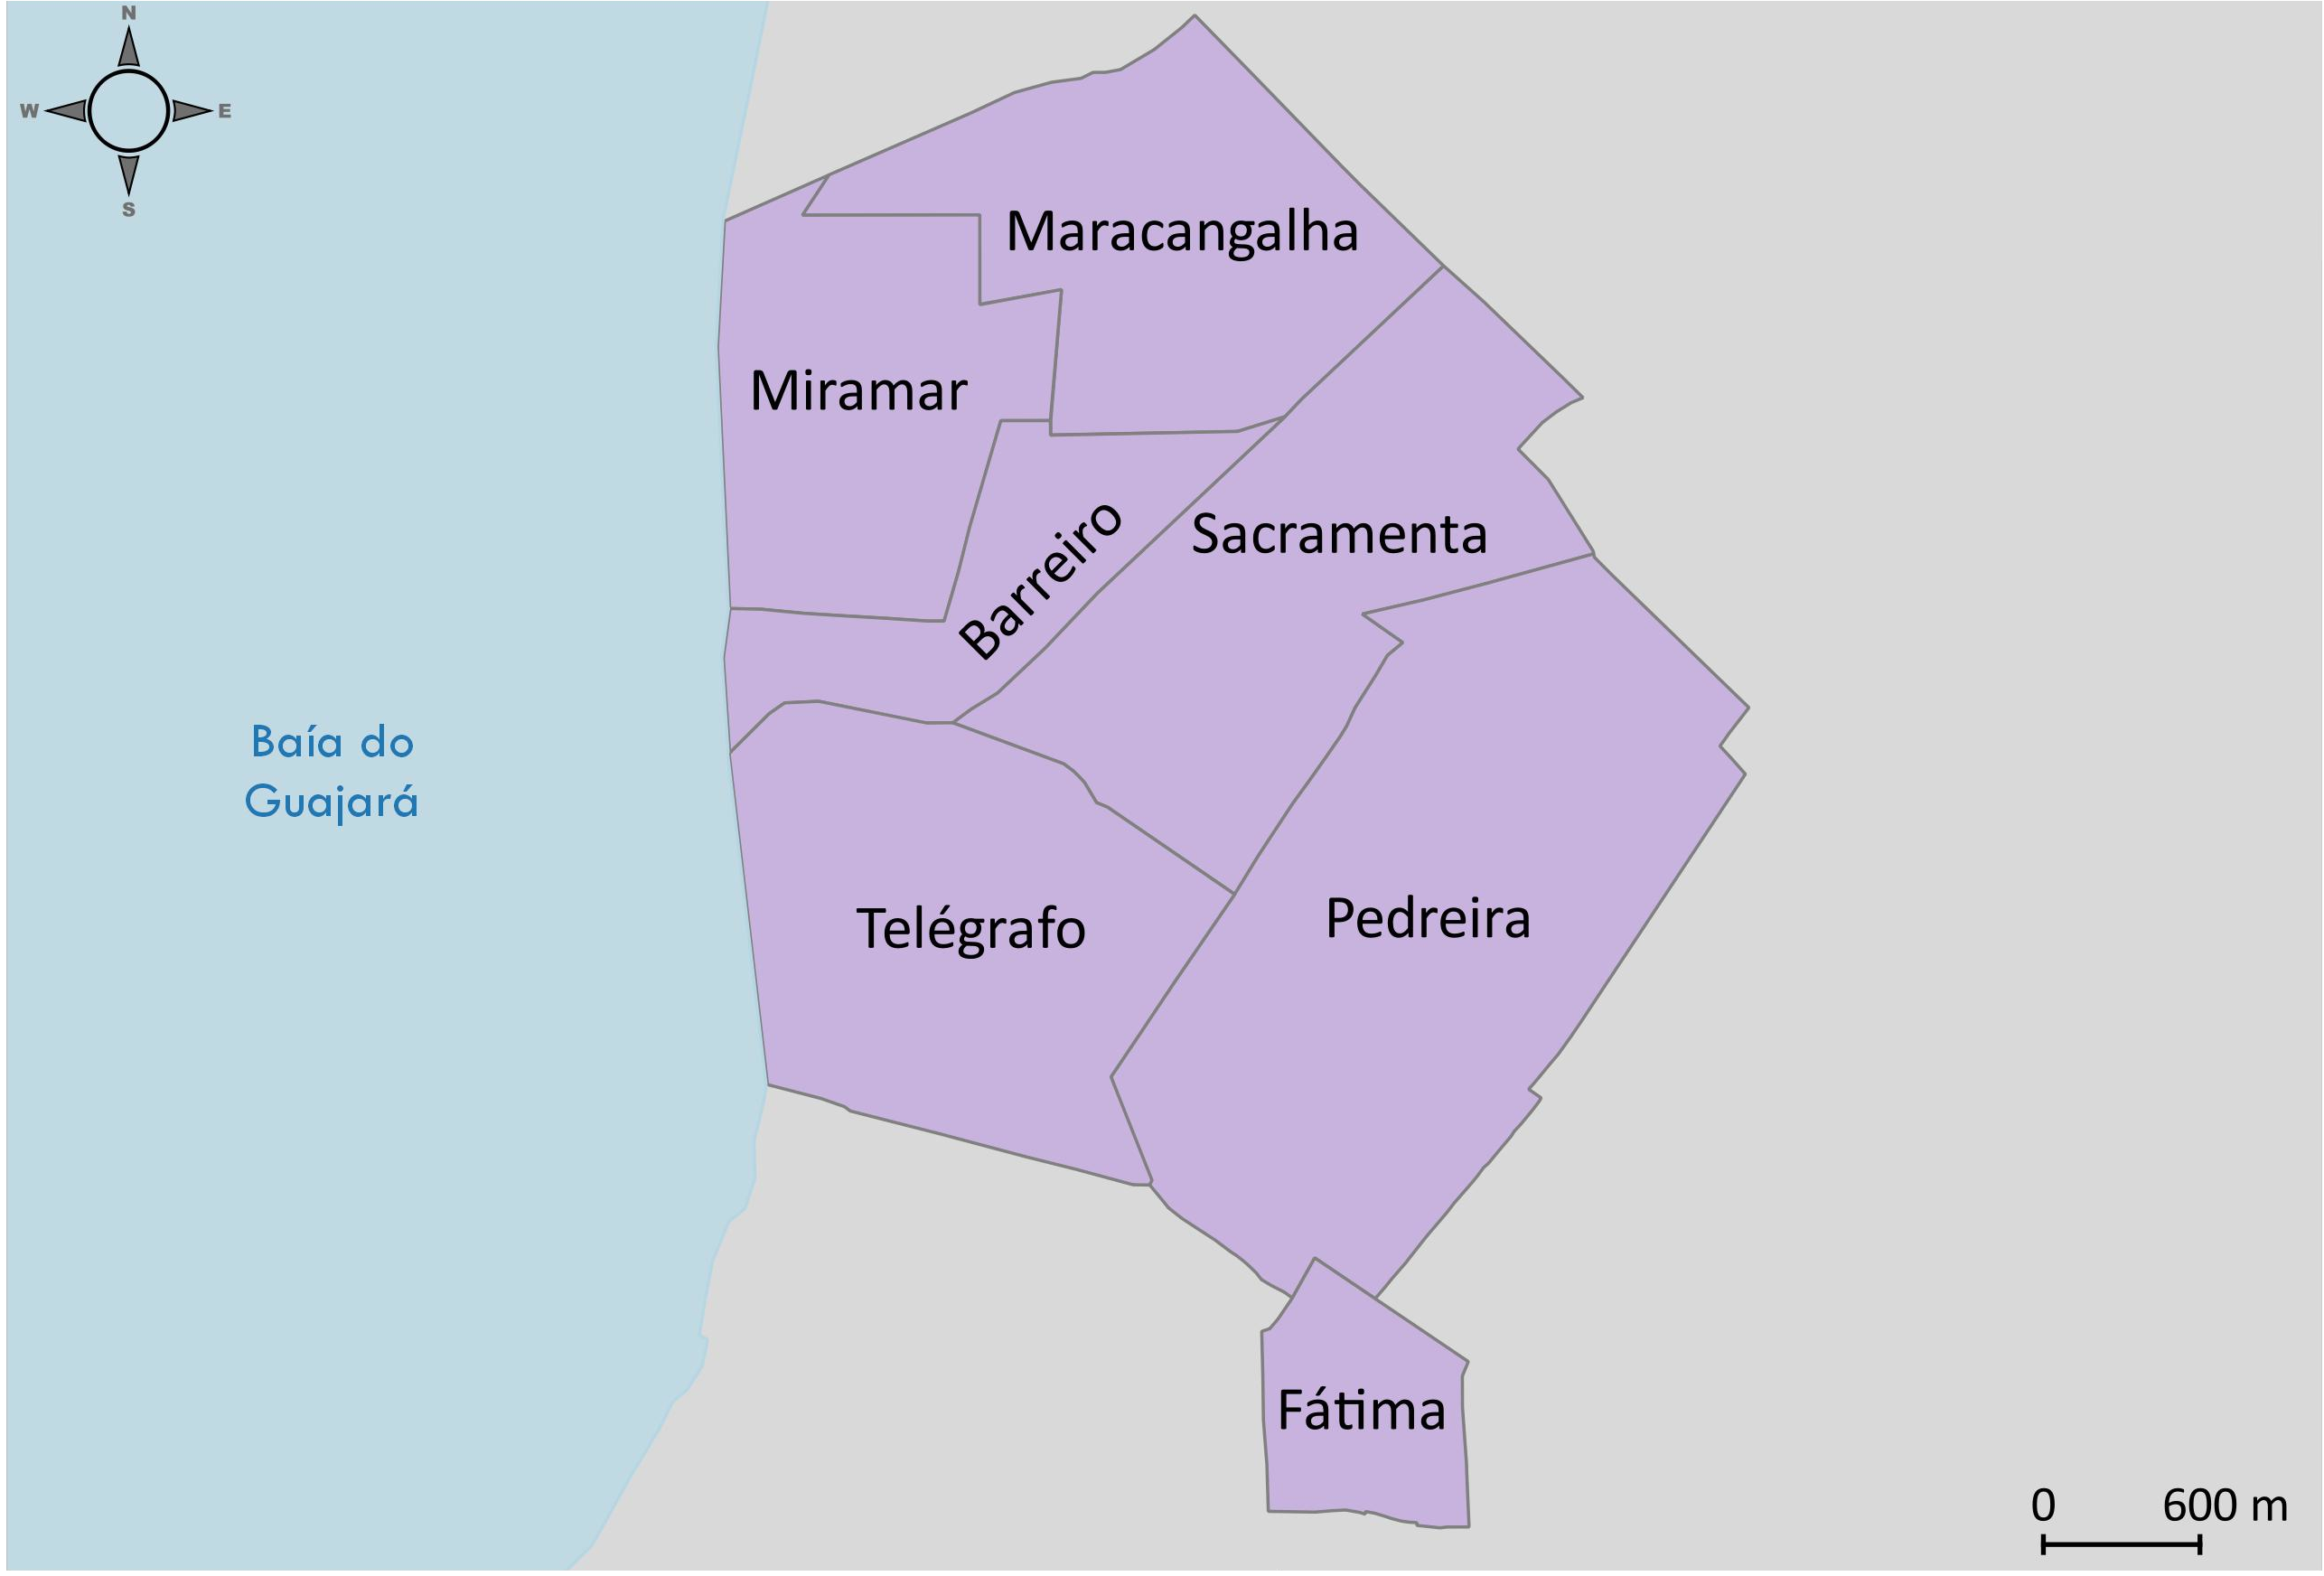 N
W E
S
Maracangalha
Miramar
Sacramenta
Barreiro
Baía do
Guajará
Telégrafo
Pedreira
Fátima
0 600 m